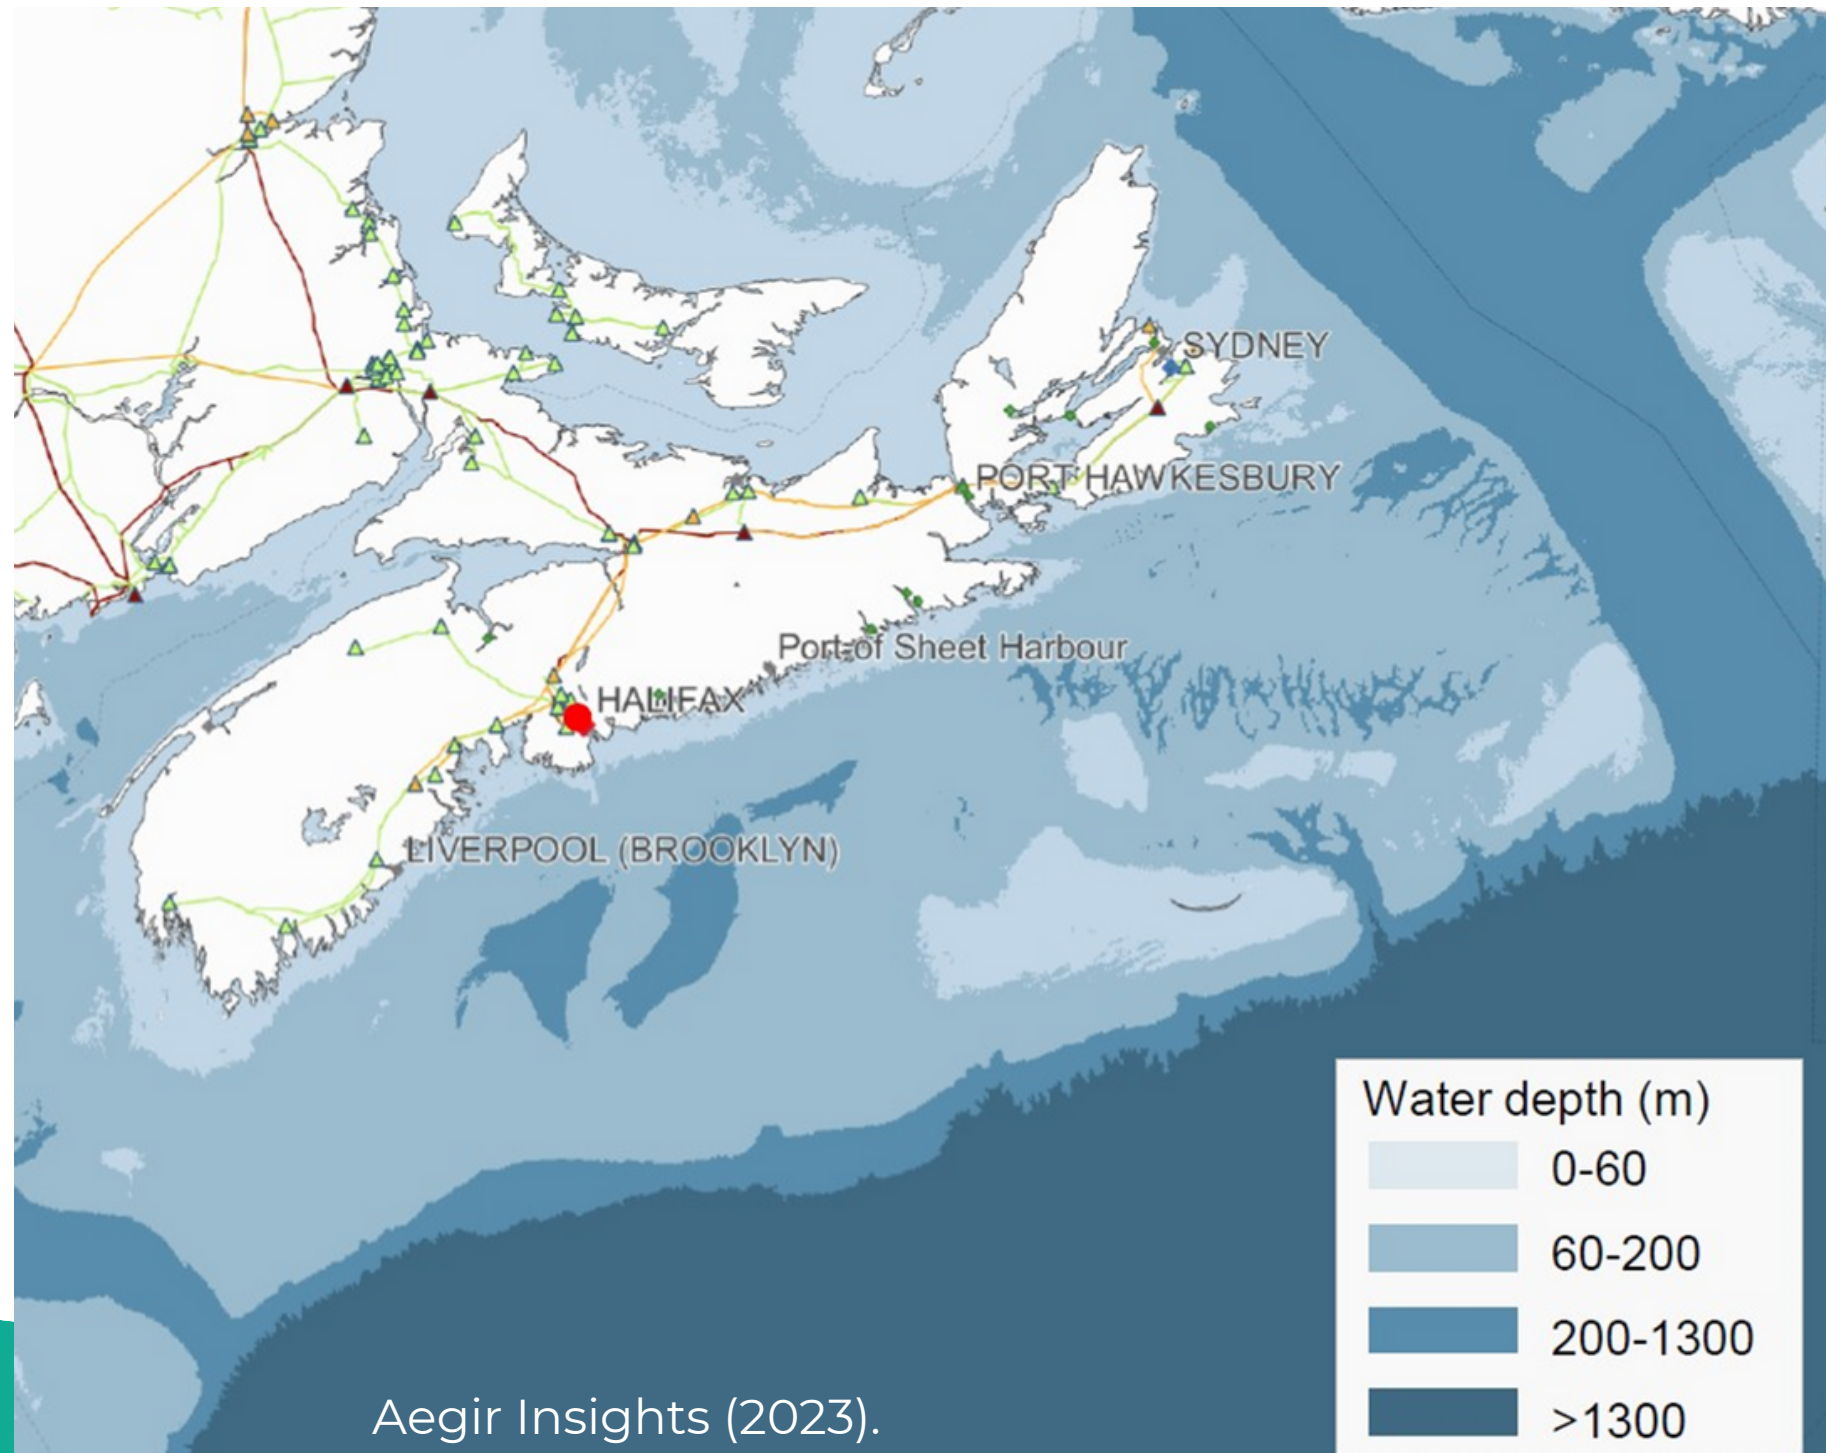 SYDNEY
PORT HAWKESBURY
Port of Sheet Harbour
HALIFAX
LIVERPOOL (BROOKLYN)
Water depth (m)
0-60
60-200
200-1300
>1300
Aegir Insights (2023).